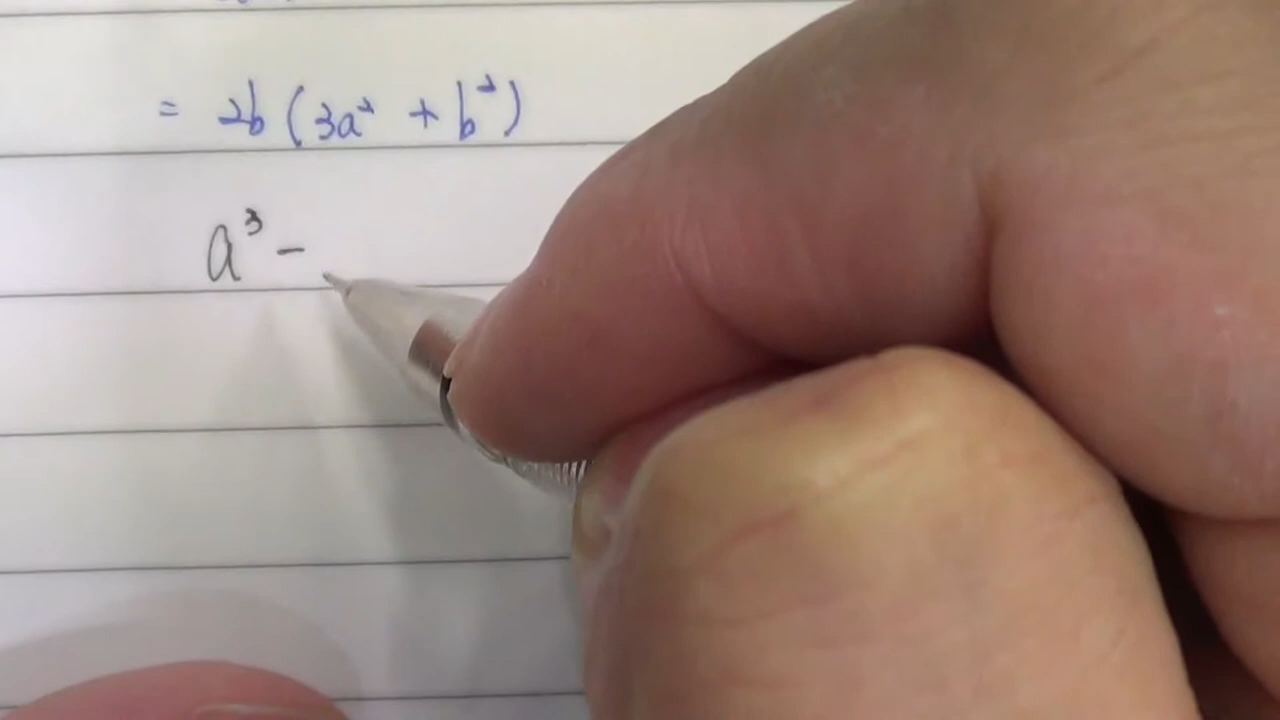 = 2b (3a² + b²)
a³ -